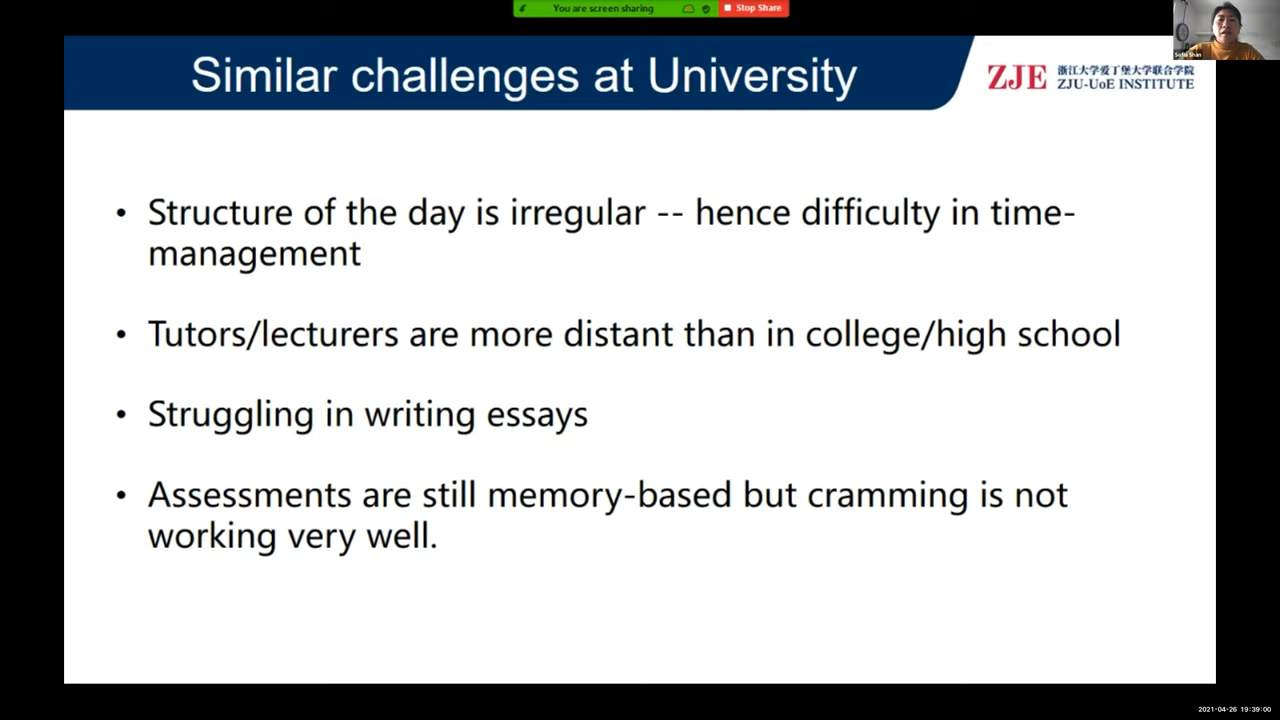 You are screen sharing
Stop Share
Similar challenges at University
ZJE
浙江大学爱丁堡大学联合学院
ZJU-UoE INSTITUTE
Sofia Shan
• Structure of the day is irregular -- hence difficulty in time-
management
• Tutors/lecturers are more distant than in college/high school
• Struggling in writing essays
• Assessments are still memory-based but cramming is not
working very well.
2021-04-26 19:39:00